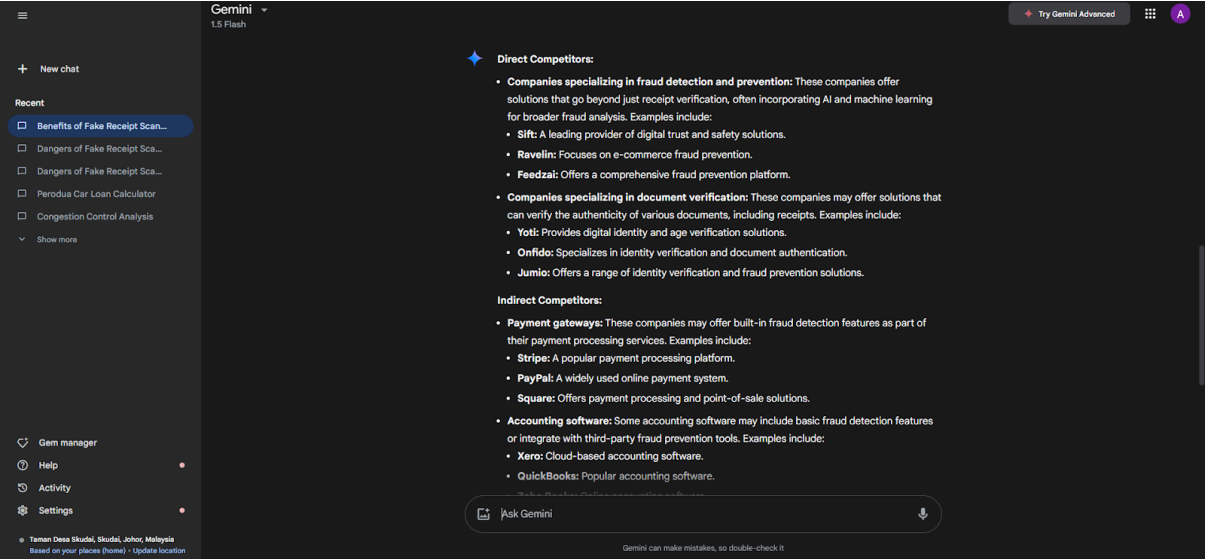 Gemini
1.5 Flash
Try Gemini Advanced
A
New chat
Recent
Benefits of Fake Receipt Scan...
Dangers of Fake Receipt Sca...
Dangers of Fake Receipt Sca...
Perodua Car Loan Calculator
Congestion Control Analysis
Show more
Gem manager
Help
Activity
Settings
Taman Desa Skudai, Skudai, Johor, Malaysia
Based on your places (home) • Update location
Direct Competitors:
• Companies specializing in fraud detection and prevention: These companies offer
solutions that go beyond just receipt verification, often incorporating AI and machine learning
for broader fraud analysis. Examples include:
• Sift: A leading provider of digital trust and safety solutions.
• Ravelin: Focuses on e-commerce fraud prevention.
• Feedzai: Offers a comprehensive fraud prevention platform.
• Companies specializing in document verification: These companies may offer solutions that
can verify the authenticity of various documents, including receipts. Examples include:
• Yoti: Provides digital identity and age verification solutions.
• Onfido: Specializes in identity verification and document authentication.
• Jumio: Offers a range of identity verification and fraud prevention solutions.
Indirect Competitors:
• Payment gateways: These companies may offer built-in fraud detection features as part of
their payment processing services. Examples include:
• Stripe: A popular payment processing platform.
• PayPal: A widely used online payment system.
• Square: Offers payment processing and point-of-sale solutions.
• Accounting software: Some accounting software may include basic fraud detection features
or integrate with third-party fraud prevention tools. Examples include:
• Xero: Cloud-based accounting software.
• QuickBooks: Popular accounting software.
• Zoho Books: Online accounting software.
Ask Gemini
Gemini can make mistakes, so double-check it